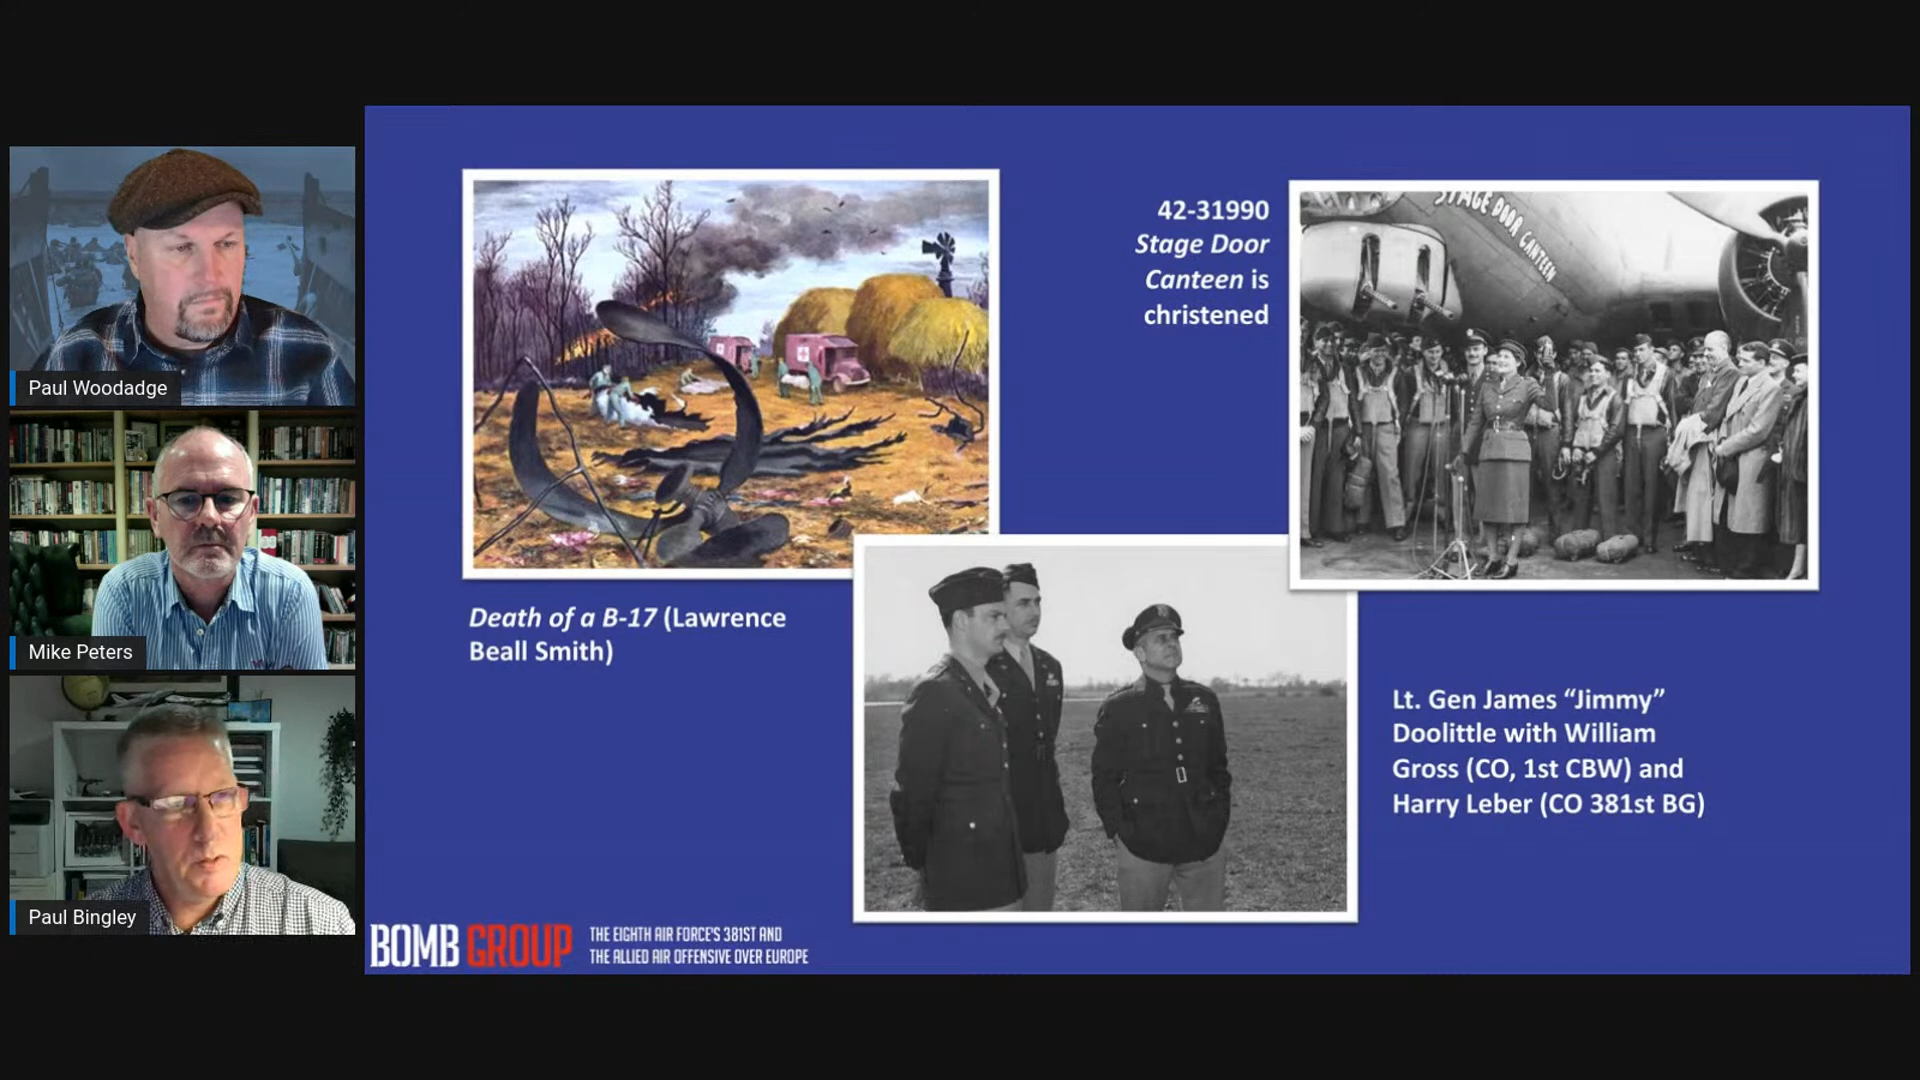 Paul Woodadge
Mike Peters
Paul Bingley
42-31990
Stage Door
Canteen is
christened
STAGE DOOR CANTEEN
Death of a B-17 (Lawrence
Beall Smith)
Lt. Gen James “Jimmy”
Doolittle with William
Gross (CO, 1st CBW) and
Harry Leber (CO 381st BG)
BOMB GROUP
THE EIGHTH AIR FORCE'S 381ST AND
THE ALLIED AIR OFFENSIVE OVER EUROPE